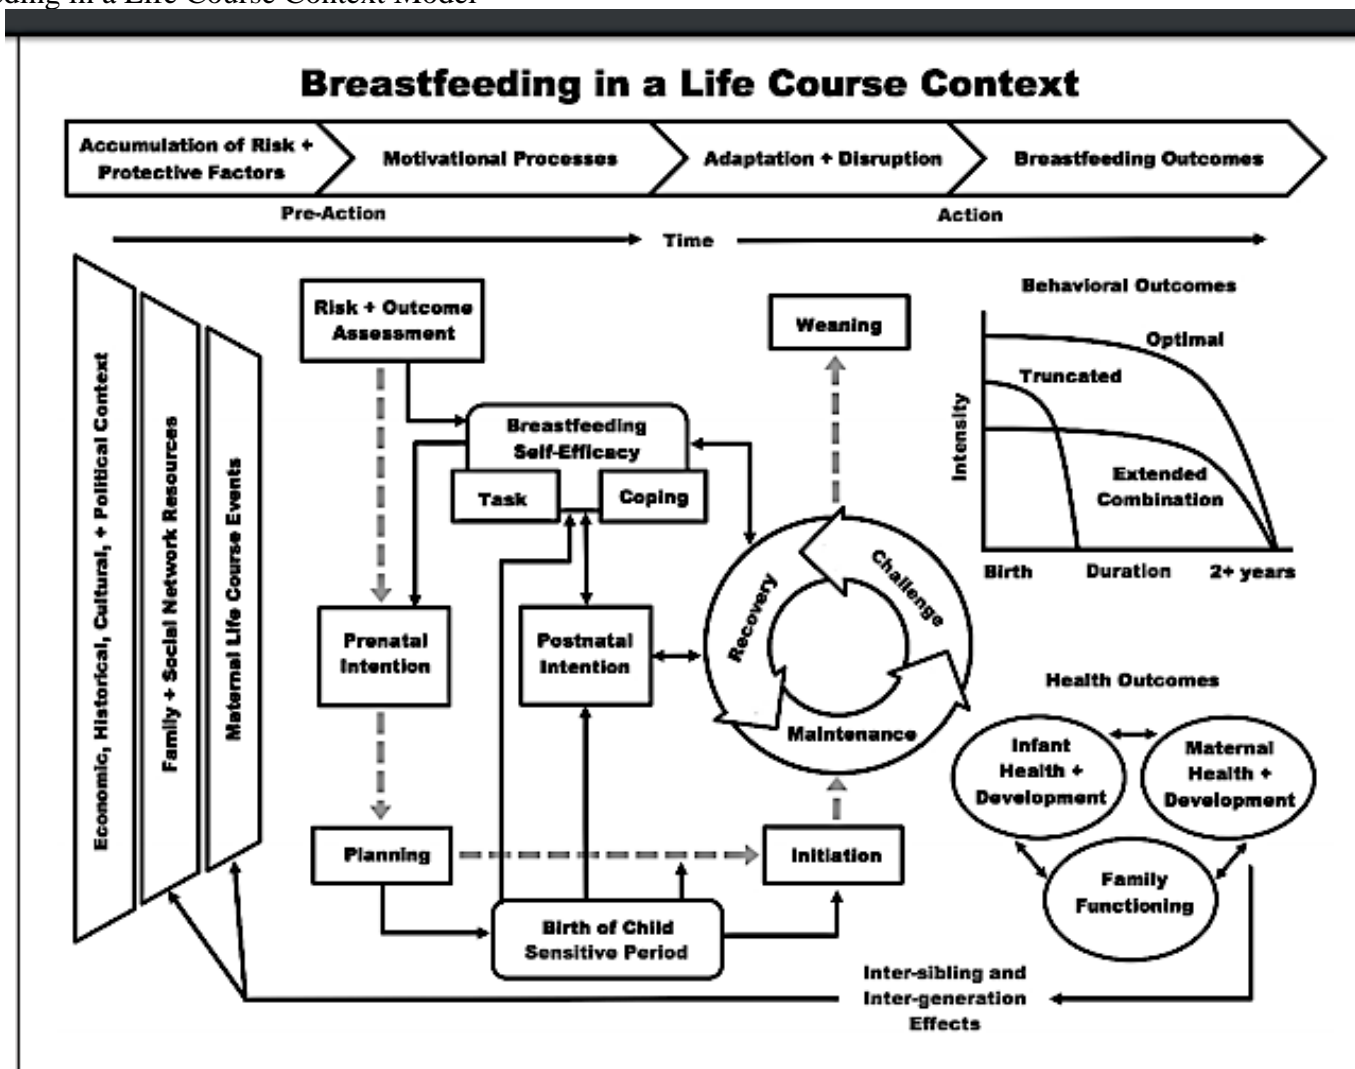 in a Life Course Context Model
Breastfeeding in a Life Course Context
Accumulation of Risk +
Protective Factors
Motivational Processes
Adaptation + Disruption
Breastfeeding Outcomes
Pre-Action
Time
Action
Economic, Historical, Cultural, + Political Context
Family + Social Network Resources
Maternal Life Course Events
Risk + Outcome
Assessment
Breastfeeding
Self-Efficacy
Task
Coping
Prenatal
Intention
Postnatal
Intention
Planning
Birth of Child
Sensitive Period
Initiation
Weaning
Recovery
Challenge
Maintenance
Behavioral Outcomes
Intensity
Optimal
Truncated
Extended
Combination
Birth
Duration
2+ years
Health Outcomes
Infant
Health +
Development
Maternal
Health +
Development
Family
Functioning
Inter-sibling and
Inter-generation
Effects